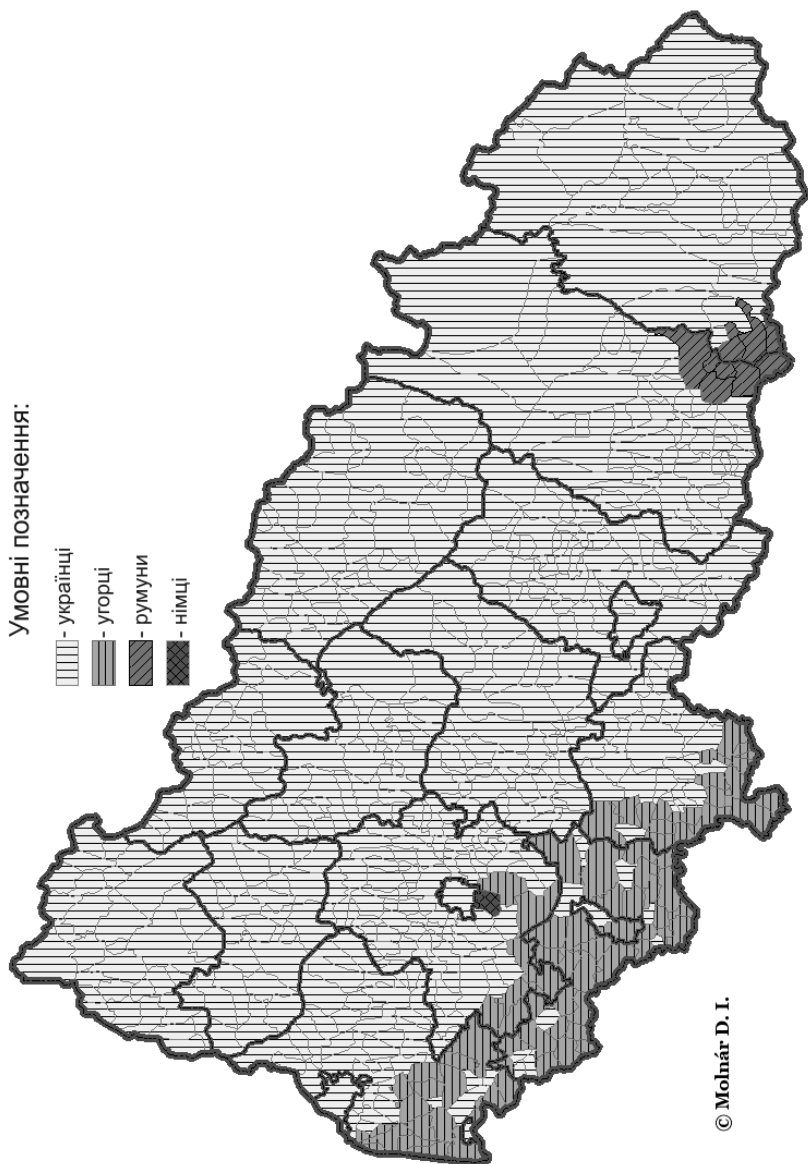 Умовні позначення:
- українці
- угорці
- румуни
- німці
© Molnár D. I.